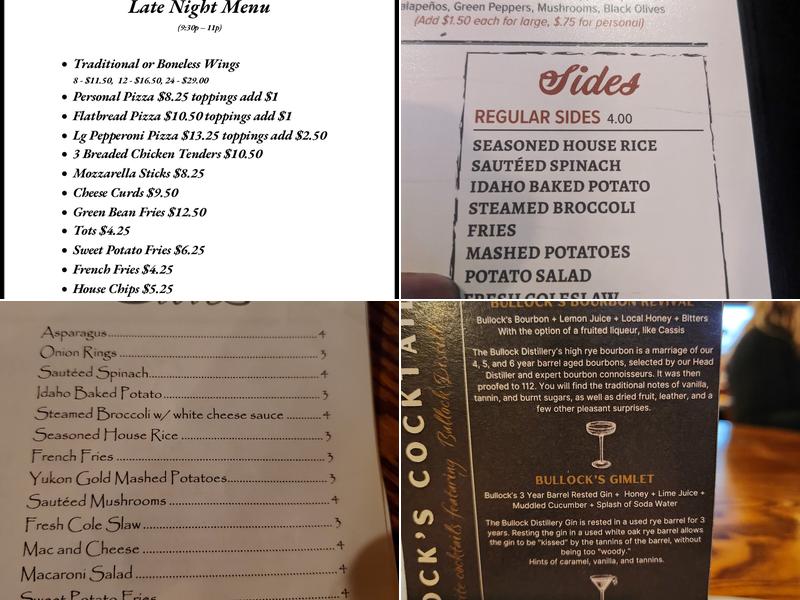 Late Night Menu
(9:30p – 11p)
• Traditional or Boneless Wings
8 - $11.50, 12 - $16.50, 24 - $29.00
• Personal Pizza $8.25 toppings add $1
• Flatbread Pizza $10.50 toppings add $1
• Lg Pepperoni Pizza $13.25 toppings add $2.50
• 3 Breaded Chicken Tenders $10.50
• Mozzarella Sticks $8.25
• Cheese Curds $9.50
• Green Bean Fries $12.50
• Tots $4.25
• Sweet Potato Fries $6.25
• French Fries $4.25
• House Chips $5.25
Green Peppers, Mushrooms, Black Olives
(Add $1.50 each for large, $.75 for personal)
Sides
REGULAR SIDES 4.00
SEASONED HOUSE RICE
SAUTÉED SPINACH
IDAHO BAKED POTATO
STEAMED BROCCOLI
FRIES
MASHED POTATOES
POTATO SALAD
FRESH COLESLAW
Asparagus 4
Onion Rings 3
Sautéed Spinach 4
Idaho Baked Potato 3
Steamed Broccoli w/ white cheese sauce 4
Seasoned House Rice 3
French Fries 3
Yukon Gold Mashed Potatoes 3
Sautéed Mushrooms 4
Fresh Cole Slaw 3
Mac and Cheese 4
Macaroni Salad 4
Sweet Potato Fries 4
BULLOCK'S BOURBON REVIVAL
Bullock's Bourbon + Lemon Juice + Local Honey + Bitters
With the option of a fruited liqueur, like Cassis
The Bullock Distillery's high rye bourbon is a marriage of our
4, 5, and 6 year barrel aged bourbons, selected by our Head
Distiller and expert bourbon connoisseurs. It was then
proofed to 112. You will find the traditional notes of vanilla,
tannin, and burnt sugars, as well as dried fruit, leather, and a
few other pleasant surprises.
BULLOCK'S GIMLET
Bullock's 3 Year Barrel Rested Gin + Honey + Lime Juice +
Muddled Cucumber + Splash of Soda Water
The Bullock Distillery Gin is rested in a used rye barrel for 3
years. Resting the gin in a used white oak rye barrel allows
the gin to be "kissed" by the tannins of the barrel, without
being too "woody."
Hints of caramel, vanilla, and tannins.
OCK'S COCKTAI
cocktails featuring Bullock